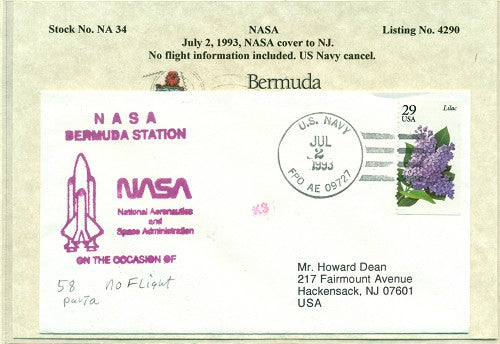 Stock No. NA 34 NASA Listing No. 4290
July 2, 1993, NASA cover to NJ.
No flight information included. US Navy cancel.
Bermuda
NASA
BERMUDA STATION
NASA
National Aeronautics
and
Space Administration
ON THE OCCASION OF
58 No Flight
KS
U.S. NAVY
JUL
2
1993
FPO AE 09727
29
USA
Lilac
Mr. Howard Dean
217 Fairmount Avenue
Hackensack, NJ 07601
USA